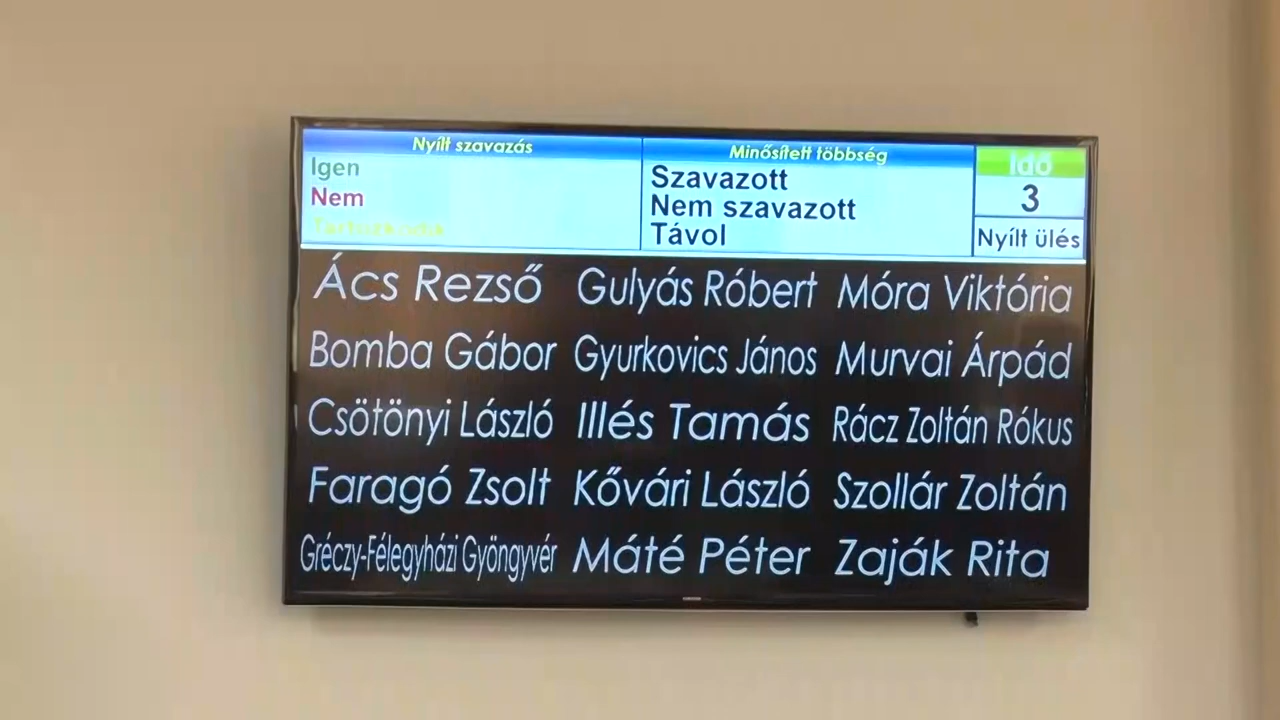 Nyílt szavazás
Igen
Nem
Tartózkodik
Minősített többség
Szavazott
Nem szavazott
Távol
Idő
3
Nyílt ülés
Ács Rezső Gulyás Róbert Móra Viktória
Bomba Gábor Gyurkovics János Murvai Árpád
Csötönyi László Illés Tamás Rácz Zoltán Rókus
Faragó Zsolt Kővári László Szollár Zoltán
Gréczy-Félegyházi Gyöngyvér Máté Péter Zaják Rita